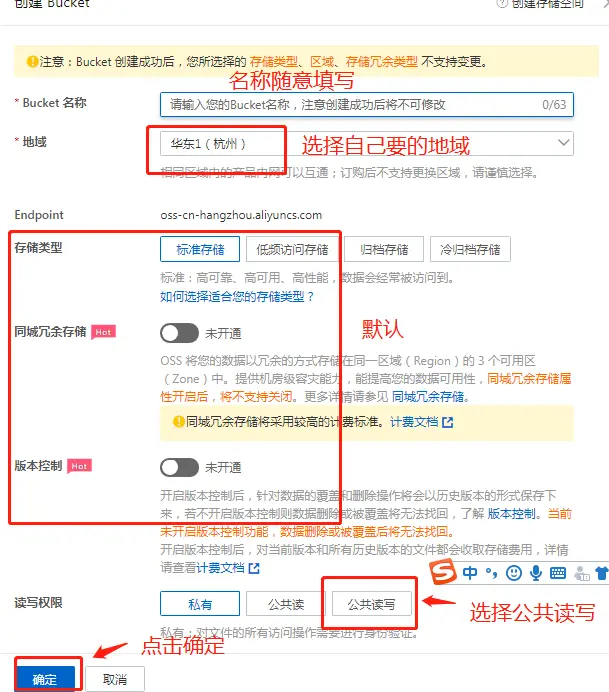 创建 Bucket
创建存储空间
注意：Bucket 创建成功后，您所选择的 存储类型、区域、存储冗余类型 不支持变更。
名称随意填写
* Bucket 名称
请输入您的Bucket名称，注意创建成功后将不可修改
0/63
* 地域
华东1（杭州）
选择自己要的地域
相同区域内的产品内网可以互通；订购后不支持更换区域，请谨慎选择。
Endpoint
oss-cn-hangzhou.aliyuncs.com
存储类型
标准存储
低频访问存储
归档存储
冷归档存储
标准：高可靠、高可用、高性能，数据会经常被访问到。
如何选择适合您的存储类型？
同城冗余存储 Hot
未开通
默认
OSS 将您的数据以冗余的方式存储在同一区域（Region）的 3 个可用区
（Zone）中。提供机房级容灾能力，能提高您的数据可用性，同城冗余存储属
性开启后，将不支持关闭。更多详情请参见 同城冗余存储。
同城冗余存储将采用较高的计费标准。计费文档
版本控制 Hot
未开通
开启版本控制后，针对数据的覆盖和删除操作将会以历史版本的形式保存下
来，若不开启版本控制则数据删除或被覆盖将无法找回，了解 版本控制。当前
未开启版本控制功能，数据删除或被覆盖后将无法找回。
开启版本控制后，对当前版本和所有历史版本的文件都会收取存储费用，详情
请查看计费文档
S 中
读写权限
私有
公共读
公共读写
选择公共读写
私有：对文件的所有访问操作需要进行身份验证。
点击确定
确定
取消